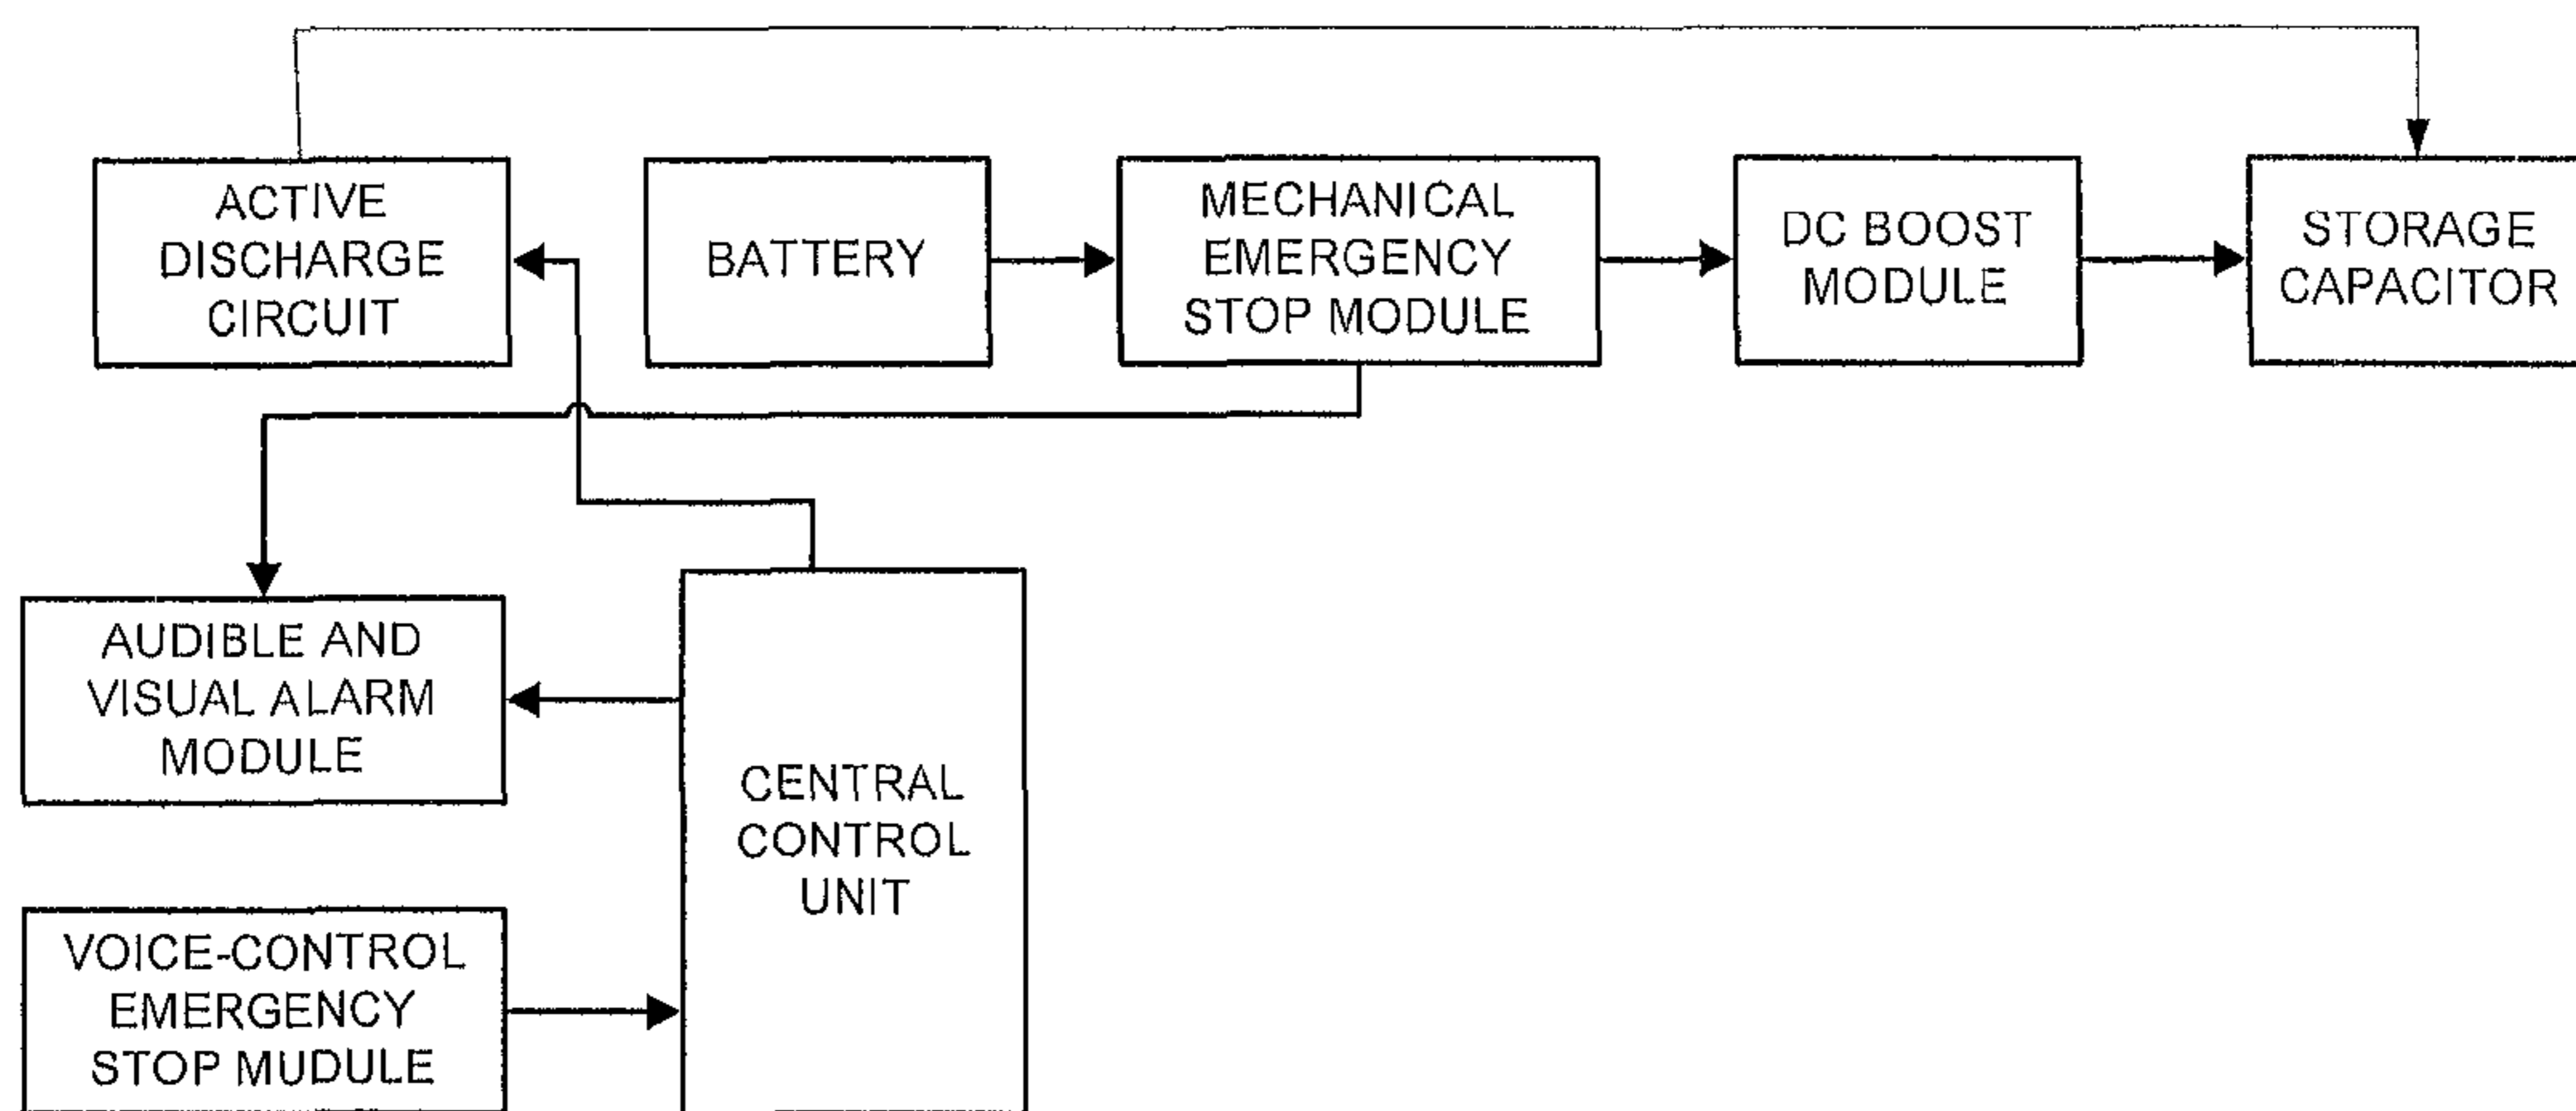 ACTIVE
DISCHARGE
CIRCUIT
BATTERY
MECHANICAL
EMERGENCY
STOP MODULE
DC BOOST
MODULE
STORAGE
CAPACITOR
AUDIBLE AND
VISUAL ALARM
MODULE
CENTRAL
CONTROL
UNIT
VOICE-CONTROL
EMERGENCY
STOP MUDULE